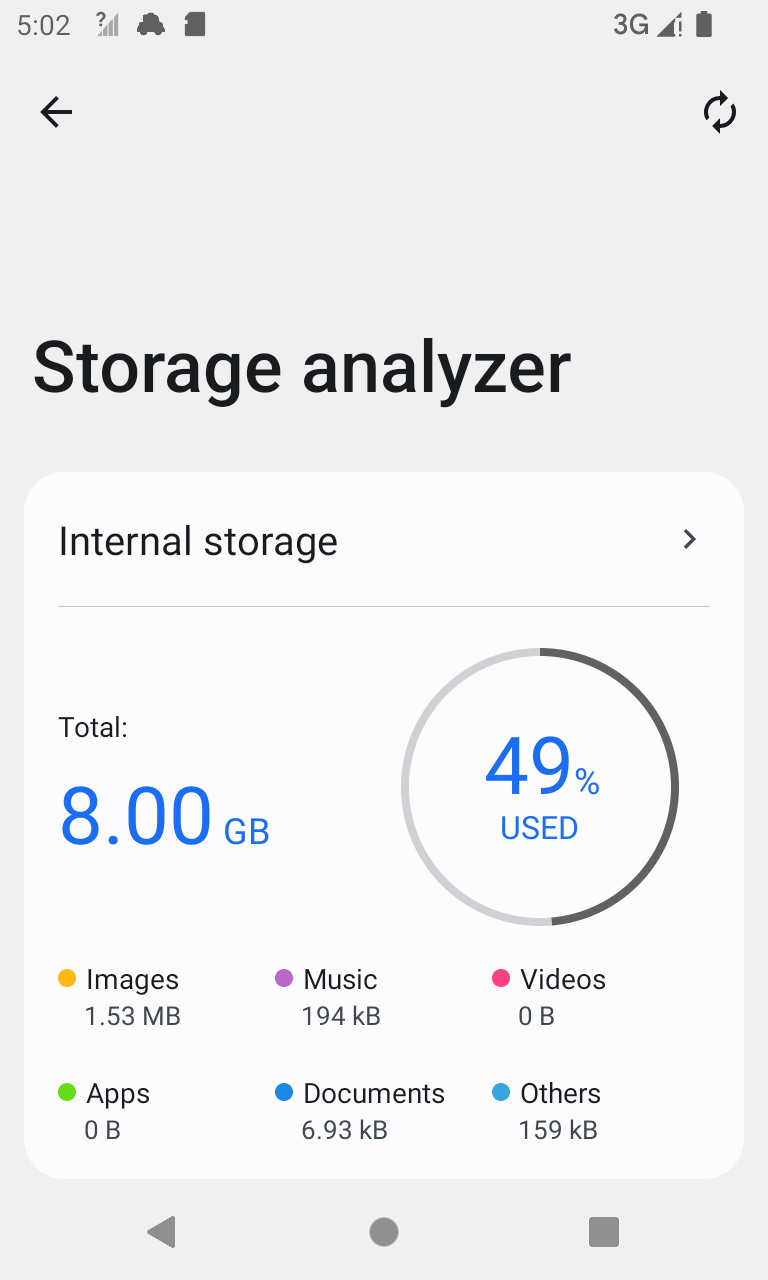 5:02
3G
Storage analyzer
Internal storage
Total:
8.00 GB
49%
USED
Images
1.53 MB
Music
194 kB
Videos
0 B
Apps
0 B
Documents
6.93 kB
Others
159 kB